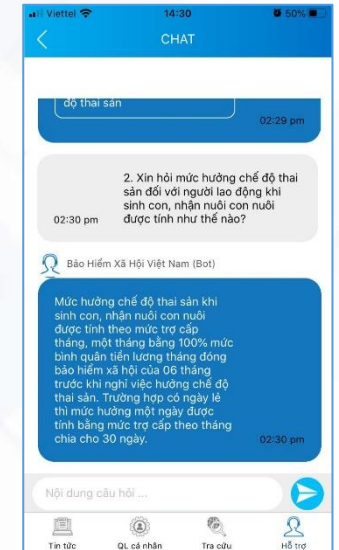 Viettel 14:30 50%
CHAT
độ thai sản
02:29 pm
2. Xin hỏi mức hưởng chế độ thai
sản đối với người lao động khi
sinh con, nhận nuôi con nuôi
được tính như thế nào?
02:30 pm
Bảo Hiểm Xã Hội Việt Nam (Bot)
Mức hưởng chế độ thai sản khi
sinh con, nhận nuôi con nuôi
được tính theo mức trợ cấp
tháng, một tháng bằng 100% mức
bình quân tiền lương tháng đóng
bảo hiểm xã hội của 06 tháng
trước khi nghỉ việc hưởng chế độ
thai sản. Trường hợp có ngày lẻ
thì mức hưởng một ngày được
tính bằng mức trợ cấp theo tháng
chia cho 30 ngày.
02:30 pm
Nội dung câu hỏi ...
Tin tức QL cá nhân Tra cứu Hỗ trợ